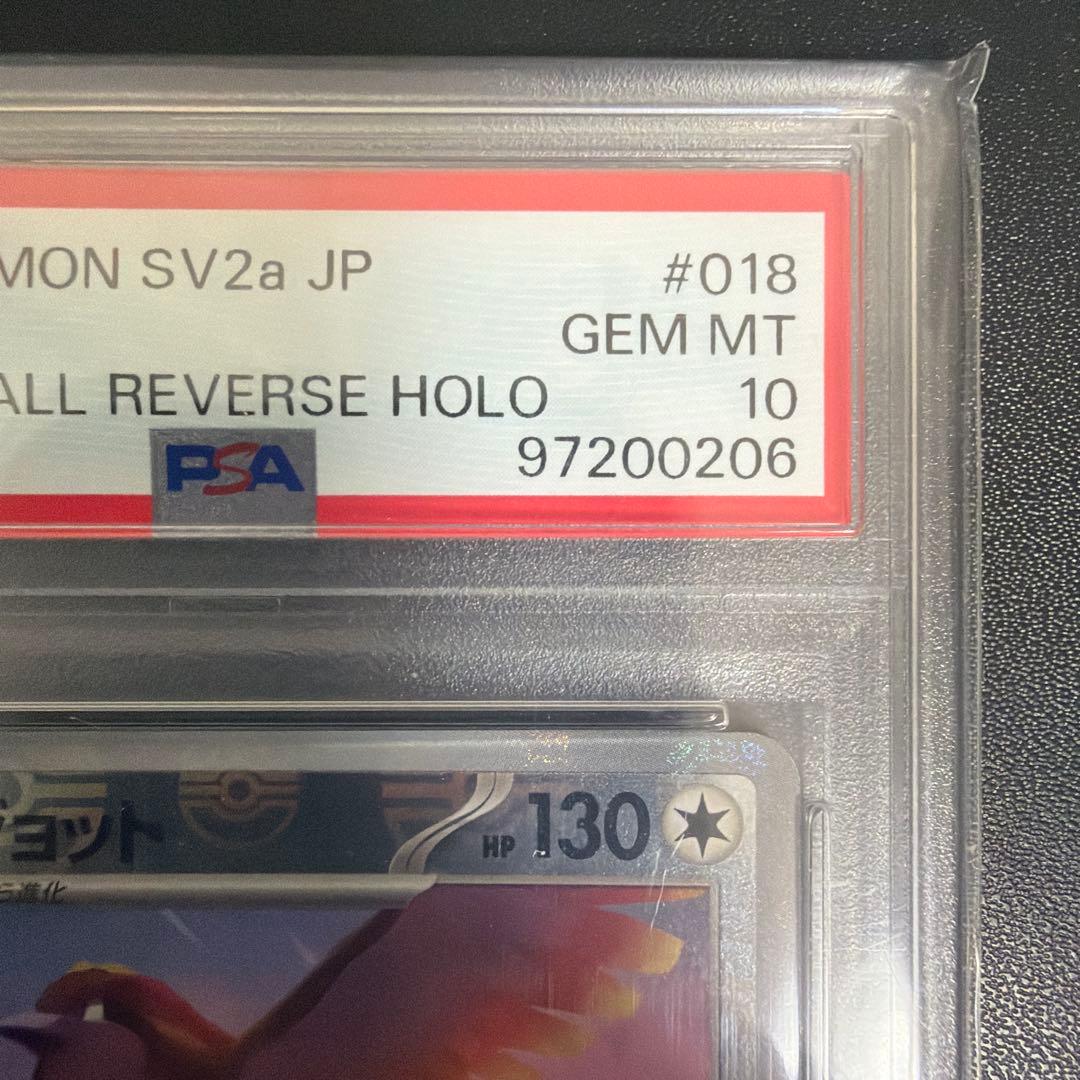 MON SV2a JP #018
GEM MT
ALL REVERSE HOLO 10
PSA 97200206
ョット HP 130
ら進化